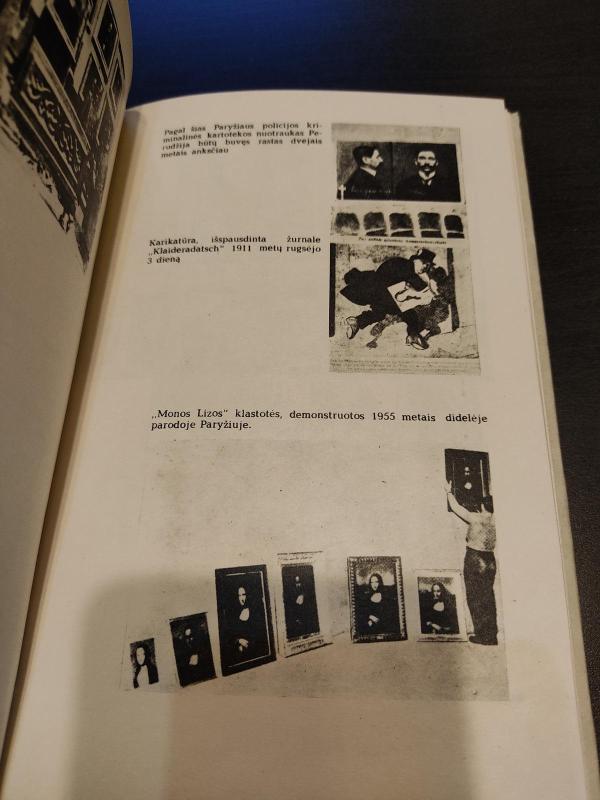 Pagal šias Paryžiaus policijos kri-
minalinės kartotekos nuotraukas Pe-
rudžija būtų buvęs rastas dvejais
metais anksčiau
Karikatūra, išspausdinta žurnale
„Klaideradatsch“ 1911 metų rugsėjo
3 dieną
„Monos Lizos“ klastotės, demonstruotos 1955 metais didelėje
parodoje Paryžiuje.